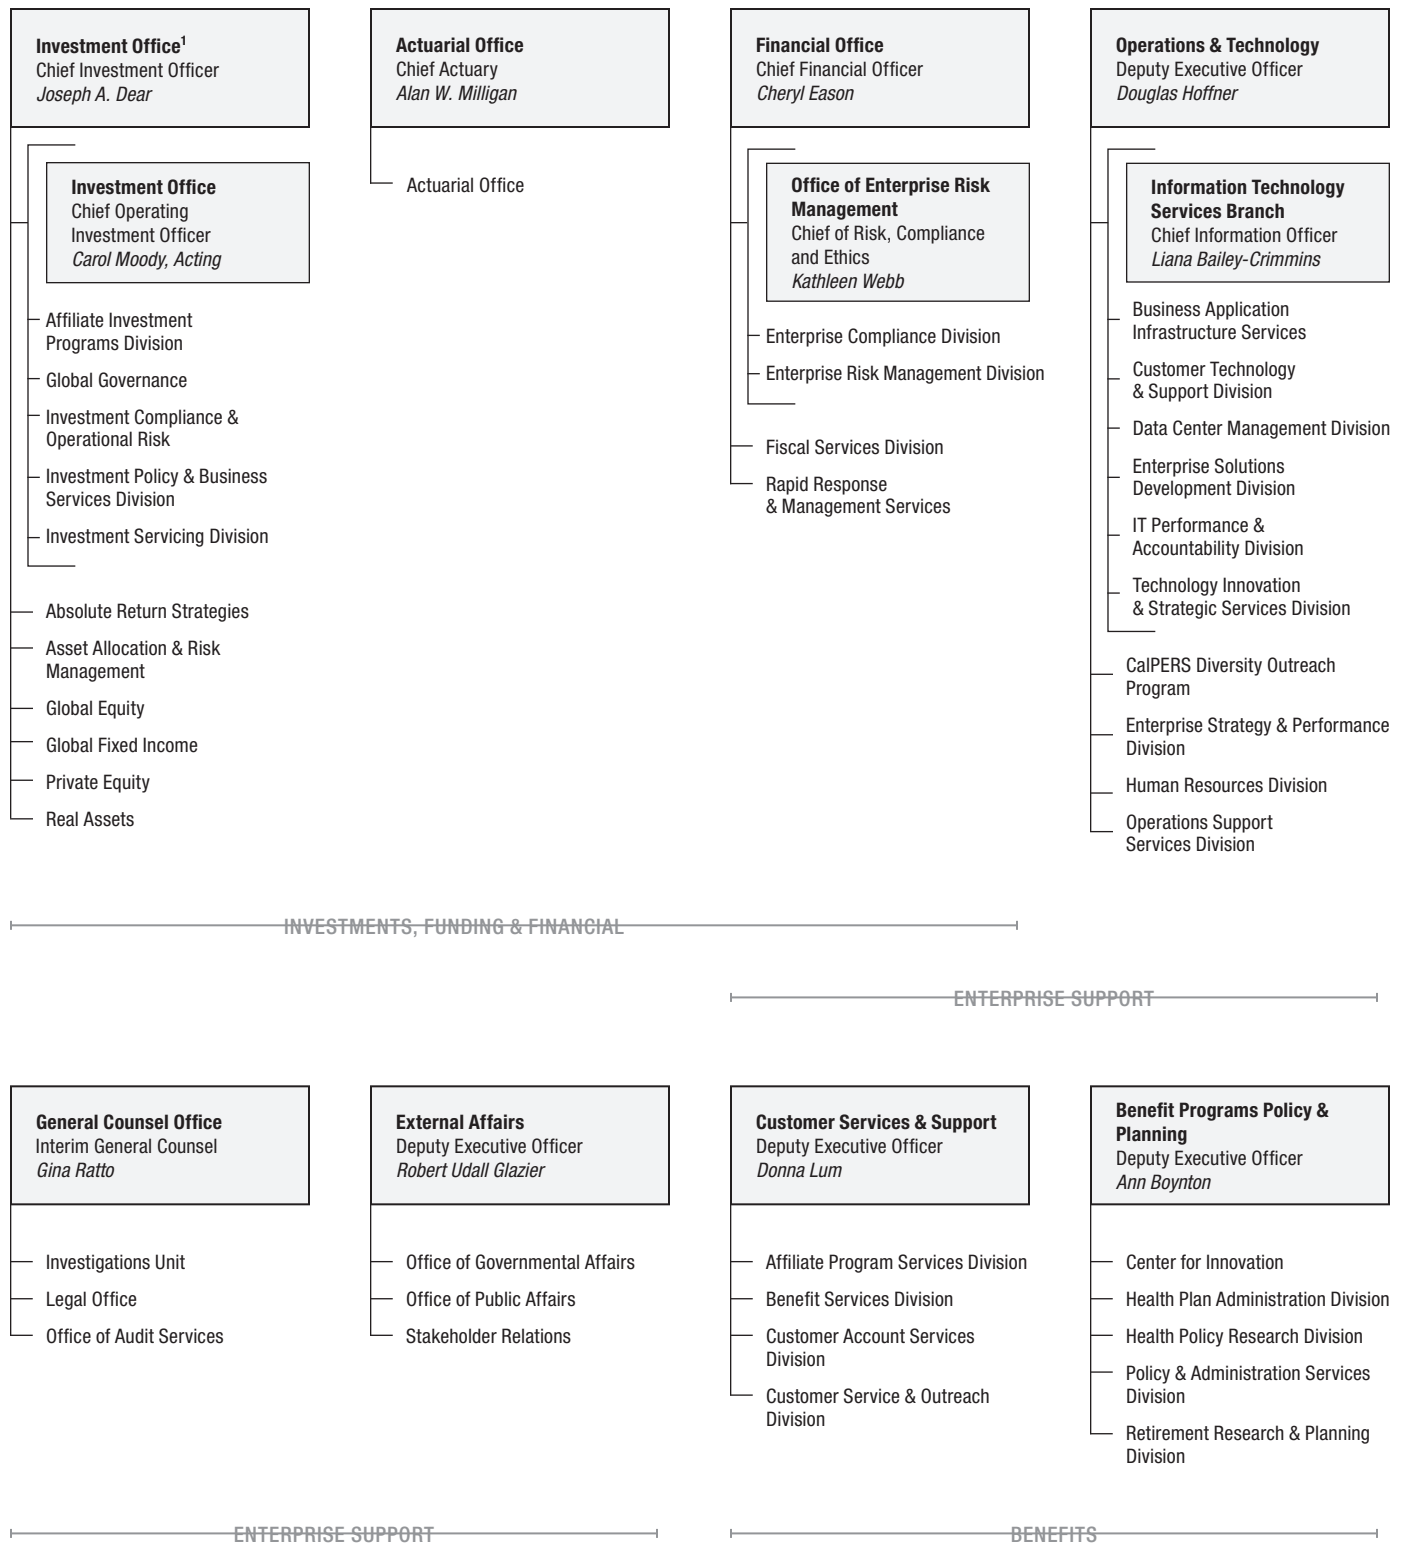 Investment Office1
Chief Investment Officer
Joseph A. Dear
Investment Office
Chief Operating
Investment Officer
Carol Moody, Acting
Affiliate Investment
Programs Division
Global Governance
Investment Compliance &
Operational Risk
Investment Policy & Business
Services Division
Investment Servicing Division
Absolute Return Strategies
Asset Allocation & Risk
Management
Global Equity
Global Fixed Income
Private Equity
Real Assets
Actuarial Office
Chief Actuary
Alan W. Milligan
Actuarial Office
Financial Office
Chief Financial Officer
Cheryl Eason
Office of Enterprise Risk
Management
Chief of Risk, Compliance
and Ethics
Kathleen Webb
Enterprise Compliance Division
Enterprise Risk Management Division
Fiscal Services Division
Rapid Response
& Management Services
Operations & Technology
Deputy Executive Officer
Douglas Hoffner
Information Technology
Services Branch
Chief Information Officer
Liana Bailey-Crimmins
Business Application
Infrastructure Services
Customer Technology
& Support Division
Data Center Management Division
Enterprise Solutions
Development Division
IT Performance &
Accountability Division
Technology Innovation
& Strategic Services Division
CalPERS Diversity Outreach
Program
Enterprise Strategy & Performance
Division
Human Resources Division
Operations Support
Services Division
INVESTMENTS, FUNDING & FINANCIAL
ENTERPRISE SUPPORT
General Counsel Office
Interim General Counsel
Gina Ratto
Investigations Unit
Legal Office
Office of Audit Services
External Affairs
Deputy Executive Officer
Robert Udall Glazier
Office of Governmental Affairs
Office of Public Affairs
Stakeholder Relations
Customer Services & Support
Deputy Executive Officer
Donna Lum
Affiliate Program Services Division
Benefit Services Division
Customer Account Services
Division
Customer Service & Outreach
Division
Benefit Programs Policy &
Planning
Deputy Executive Officer
Ann Boynton
Center for Innovation
Health Plan Administration Division
Health Policy Research Division
Policy & Administration Services
Division
Retirement Research & Planning
Division
ENTERPRISE SUPPORT
BENEFITS